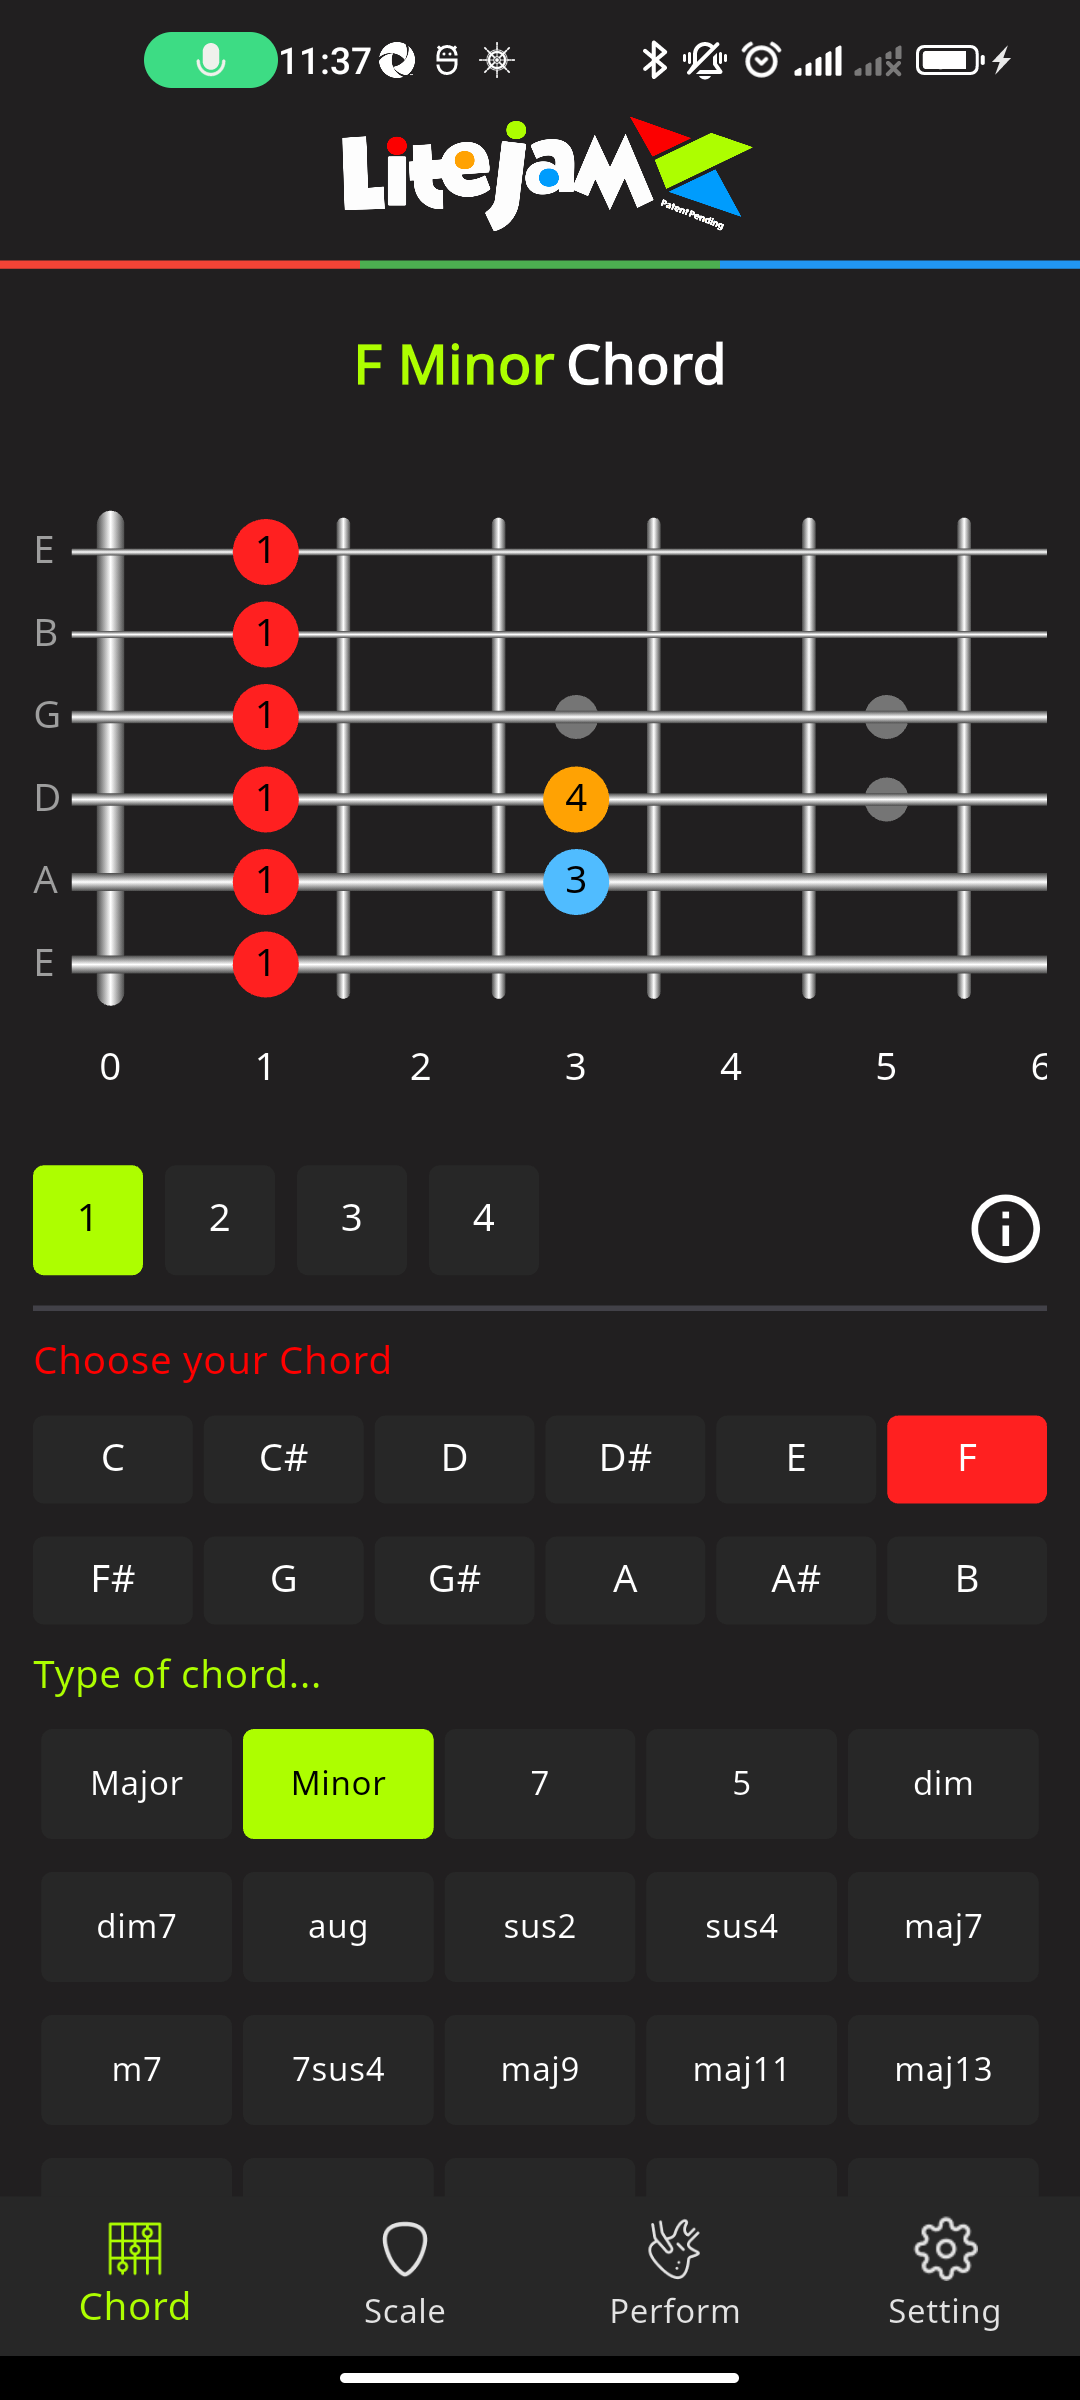 11:37
Litejam
Patent Pending
F Minor Chord
E 1
B 1
G 1
D 1 4
A 1 3
E 1
0 1 2 3 4 5 6
1 2 3 4
Choose your Chord
C C# D D# E F
F# G G# A A# B
Type of chord...
Major Minor 7 5 dim
dim7 aug sus2 sus4 maj7
m7 7sus4 maj9 maj11 maj13
Chord Scale Perform Setting